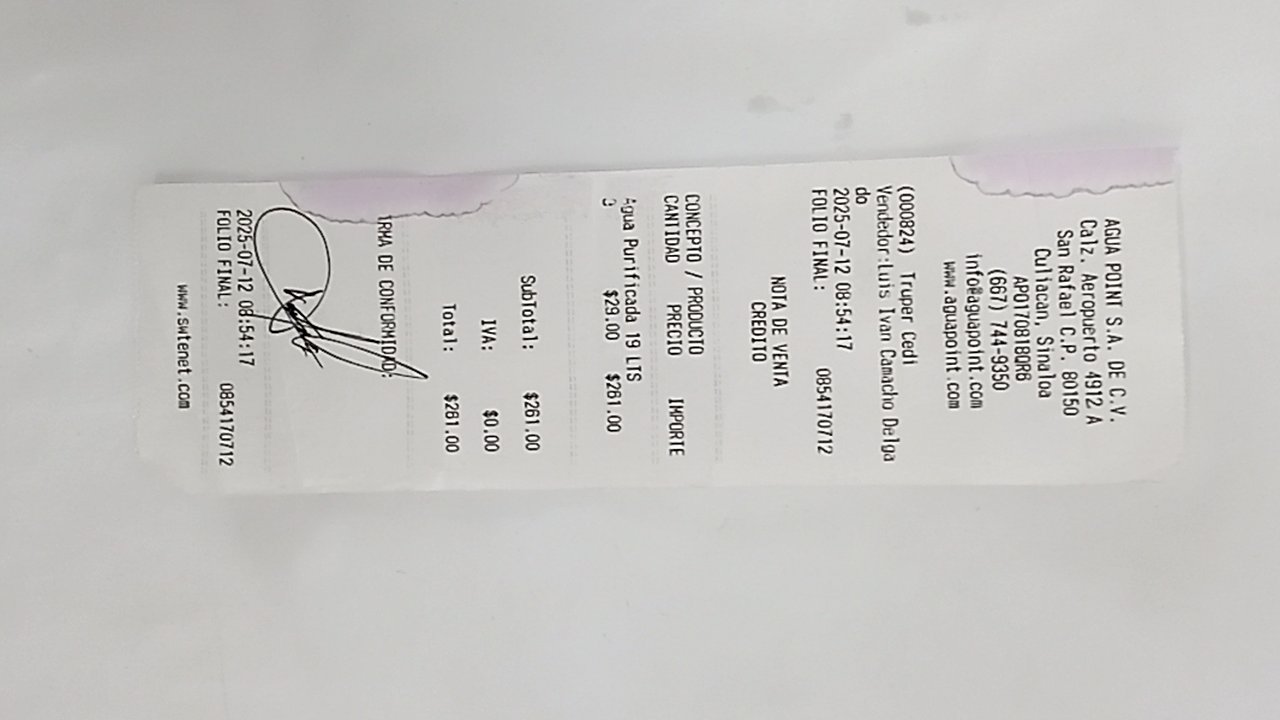 AGUA POINT S.A. DE C.V.
Calz. Aeropuerto 4912 A
San Rafael C.P. 80150
Culiacan, Sinaloa
APO170818QR6
(667) 744-9350
info@aguapoint.com
www.aguapoint.com
(000824). Truper Cedi
Vendedor:Luis Ivan Camacho Delga
do
2025-07-12 08:54:17
FOLIO FINAL: 0854170712
NOTA DE VENTA
CREDITO
CONCEPTO / PRODUCTO
CANTIDAD PRECIO IMPORTE
Agua Purificada 19 LTS
$29.00 $261.00
SubTotal: $261.00
IVA: $0.00
Total: $261.00
IRMA DE CONFORMIDAD:
2025-07-12 08:54:17
FOLIO FINAL: 0854170712
www.swtenet.com